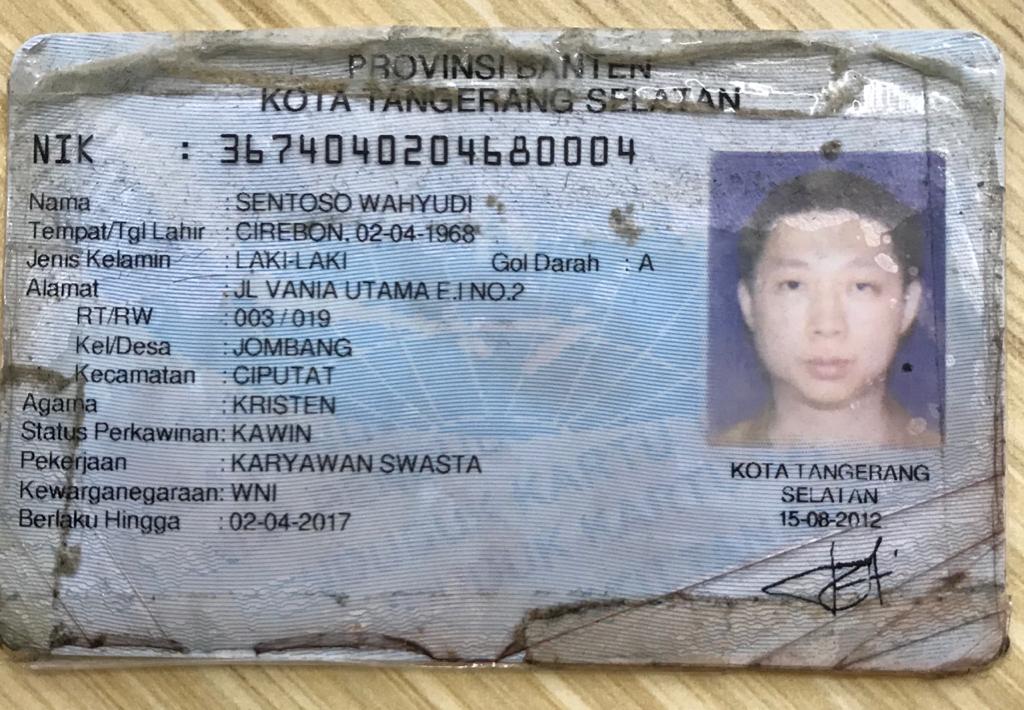 PROVINSI BANTEN
KOTA TANGERANG SELATAN
NIK : 3674040204680004
Nama : SENTOSO WAHYUDI
Tempat/Tgl Lahir : CIREBON, 02-04-1968
Jenis Kelamin : LAKI-LAKI Gol Darah : A
Alamat : JL VANIA UTAMA E.I NO.2
RT/RW : 003 / 019
Kel/Desa : JOMBANG
Kecamatan : CIPUTAT
Agama : KRISTEN
Status Perkawinan: KAWIN
Pekerjaan : KARYAWAN SWASTA
Kewarganegaraan: WNI
Berlaku Hingga : 02-04-2017
KOTA TANGERANG
SELATAN
15-08-2012